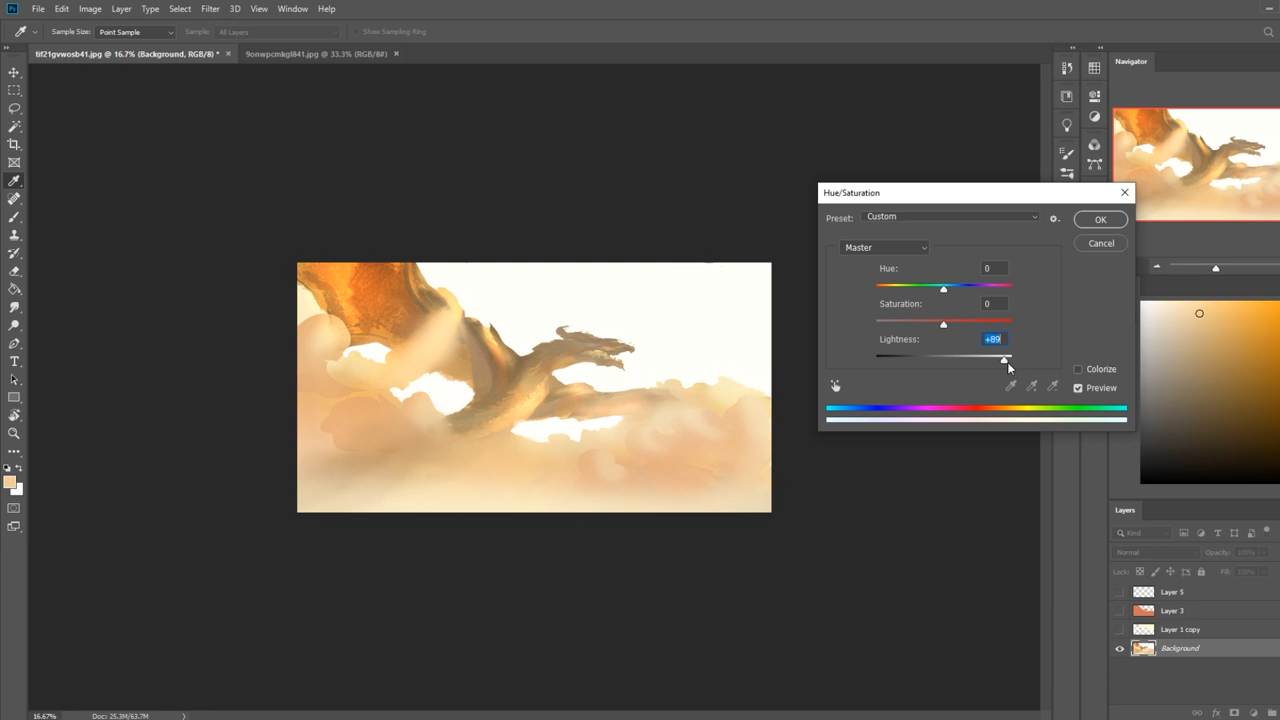 Ps File Edit Image Layer Type Select Filter 3D View Window Help
Sample Size: Point Sample Sample: All Layers Show Sampling Ring
tif21gvwosb41.jpg @ 16.7% (Background, RGB/8) * × 9onwpcmkgl841.jpg @ 33.3% (RGB/8#) ×
Navigator
Hue/Saturation
Preset: Custom OK
Cancel
Master
Hue: 0
Saturation: 0
Lightness: +89
Colorize
Preview
Layers
Kind
Normal Opacity: 100%
Lock: Fill: 100%
Layer 5
Layer 3
Layer 1 copy
Background
16.67% Doc: 25.3M/63.7M